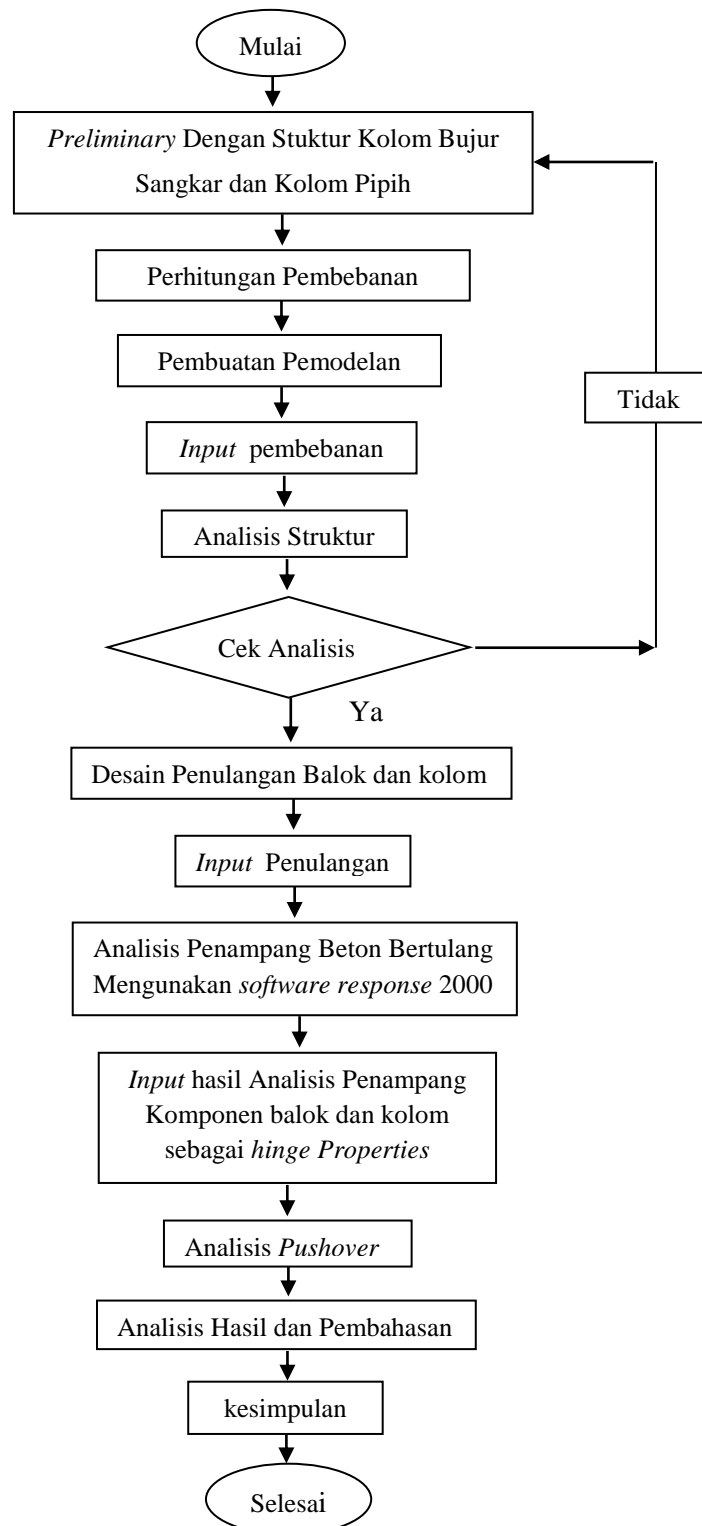 Mulai
Preliminary Dengan Stuktur Kolom Bujur
Sangkar dan Kolom Pipih
Perhitungan Pembebanan
Pembuatan Pemodelan
Tidak
Input pembebanan
Analisis Struktur
Cek Analisis
Ya
Desain Penulangan Balok dan kolom
Input Penulangan
Analisis Penampang Beton Bertulang
Mengunakan software response 2000
Input hasil Analisis Penampang
Komponen balok dan kolom
sebagai hinge Properties
Analisis Pushover
Analisis Hasil dan Pembahasan
kesimpulan
Selesai